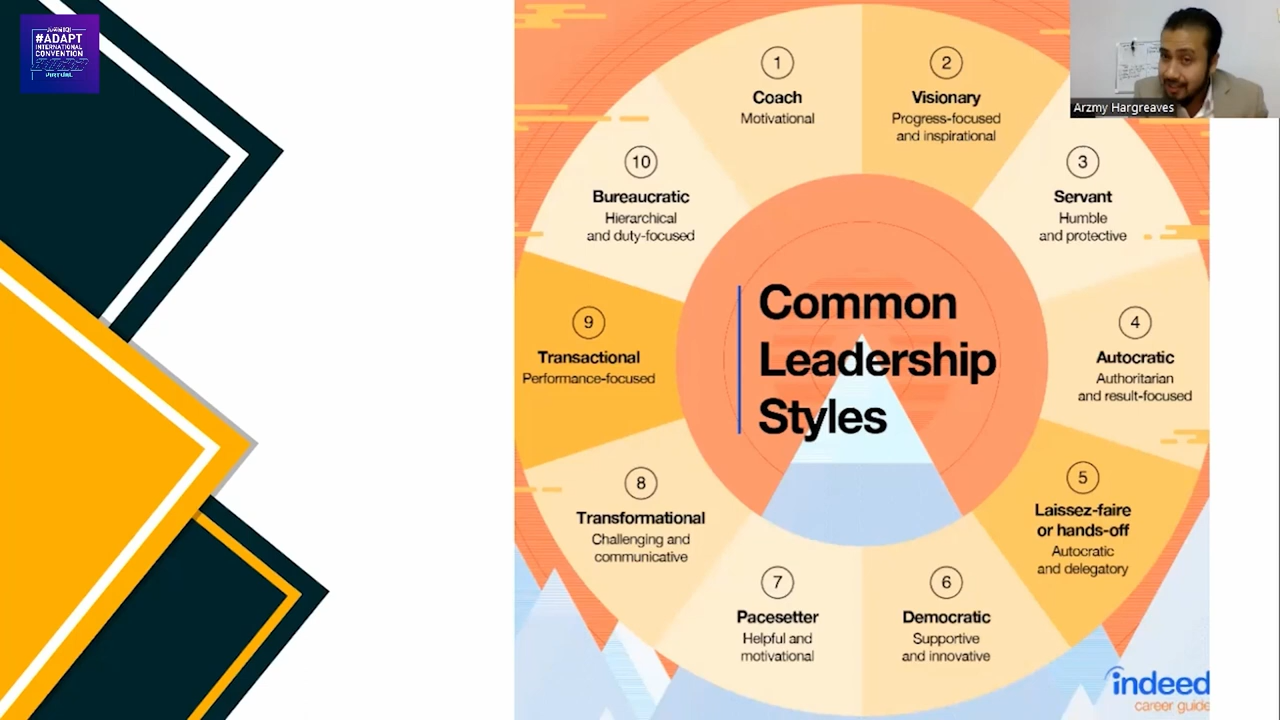 #ADAPT
INTERNATIONAL
CONVENTION
VIRTUAL
Arzmy Hargreaves
Common
Leadership
Styles
1
Coach
Motivational
2
Visionary
Progress-focused
and inspirational
3
Servant
Humble
and protective
4
Autocratic
Authoritarian
and result-focused
5
Laissez-faire
or hands-off
Autocratic
and delegatory
6
Democratic
Supportive
and innovative
7
Pacesetter
Helpful and
motivational
8
Transformational
Challenging and
communicative
9
Transactional
Performance-focused
10
Bureaucratic
Hierarchical
and duty-focused
indeed
career guide